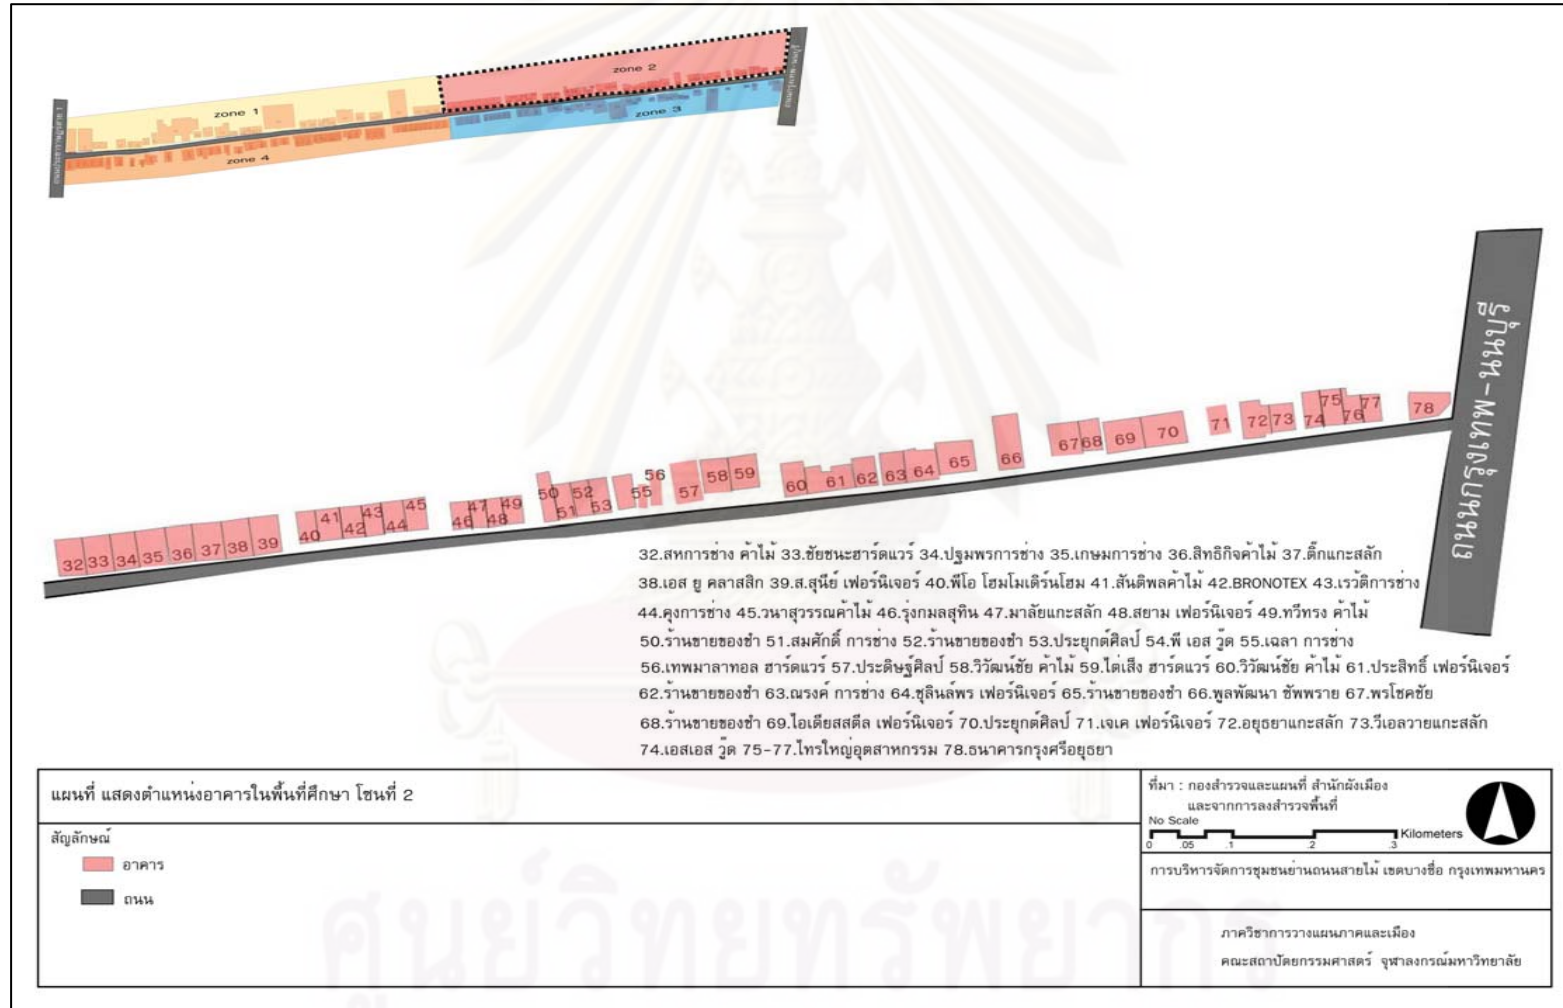 zone 1
zone 2
zone 3
zone 4
ถนนประชาราษฎร์สาย 1
ถนนกรุงเทพ-นนบุรี
ถนนกรุงเทพ-นนบุรี
32 33 34 35 36 37 38 39 40 41 42 43 44 45 46 47 48 49 50 51 52 53 55 56 57 58 59 60 61 62 63 64 65 66 67 68 69 70 71 72 73 74 75 76 77 78
32.สหการช่าง ค้าไม้ 33.ชัยชนะฮาร์ดแวร์ 34.ปฐมพรการช่าง 35.เกษมการช่าง 36.สิทธิกิจค้าไม้ 37.ติ๊กแกะสลัก
38.เอส ยู คลาสสิก 39.ส.สุนีย์ เฟอร์นิเจอร์ 40.พีโอ โฮมโมเดิร์นโฮม 41.สันติพลค้าไม้ 42.BRONOTEX 43.เรวัติการช่าง
44.คุงการช่าง 45.วนาสุวรรณค้าไม้ 46.รุ่งกมลสุทิน 47.มาลัยแกะสลัก 48.สยาม เฟอร์นิเจอร์ 49.ทวีทรง ค้าไม้
50.ร้านขายของชำ 51.สมศักดิ์ การช่าง 52.ร้านขายของชำ 53.ประยุกต์ศิลป์ 54.พี เอส วู๊ด 55.เฉลา การช่าง
56.เทพมาลาทอล ฮาร์ดแวร์ 57.ประดิษฐ์ศิลป์ 58.วิวัฒน์ชัย ค้าไม้ 59.ไต่เส็ง ฮาร์ดแวร์ 60.วิวัฒน์ชัย ค้าไม้ 61.ประสิทธิ์ เฟอร์นิเจอร์
62.ร้านขายของชำ 63.ณรงค์ การช่าง 64.ชุลินล์พร เฟอร์นิเจอร์ 65.ร้านขายของชำ 66.พูลพัฒนา ซัพพราย 67.พรโชคชัย
68.ร้านขายของชำ 69.ไอเดียสสตีล เฟอร์นิเจอร์ 70.ประยุกต์ศิลป์ 71.เจเค เฟอร์นิเจอร์ 72.อยุธยาแกะสลัก 73.วีเอลวายแกะสลัก
74.เอสเอส วู๊ด 75-77.ไทรใหญ่อุตสาหกรรม 78.ธนาคารกรุงศรีอยุธยา
แผนที่ แสดงตำแหน่งอาคารในพื้นที่ศึกษา โซนที่ 2
สัญลักษณ์
อาคาร
ถนน
ที่มา : กองสำรวจและแผนที่ สำนักผังเมือง
และจากการลงสำรวจพื้นที่
No Scale
0 .05 .1 .2 .3 Kilometers
การบริหารจัดการชุมชนย่านถนนสายไม้ เขตบางซื่อ กรุงเทพมหานคร
ภาควิชาการวางแผนภาคและเมือง
คณะสถาปัตยกรรมศาสตร์ จุฬาลงกรณ์มหาวิทยาลัย
ศูนย์วิทยทรัพยากร